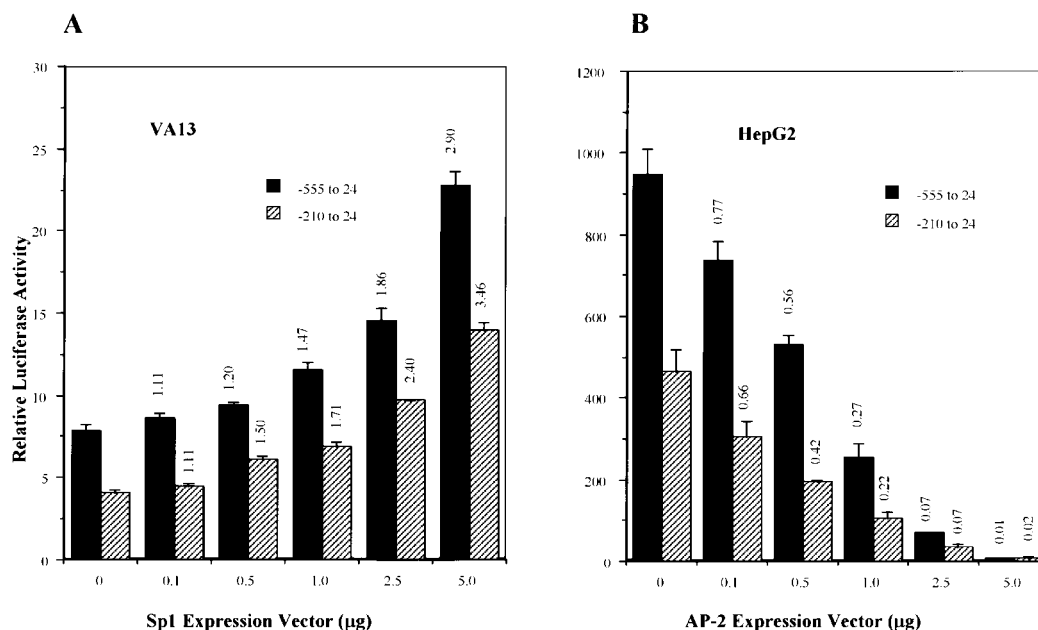 A
Relative Luciferase Activity
30
25
20
15
10
5
0
VA13
-555 to 24
-210 to 24
1.11
1.11
1.20
1.50
1.47
1.71
1.86
2.40
2.90
3.46
0 0.1 0.5 1.0 2.5 5.0
Sp1 Expression Vector (µg)
B
1200
1000
800
600
400
200
0
HepG2
-555 to 24
-210 to 24
0.77
0.66
0.56
0.42
0.27
0.22
0.07
0.07
0.01
0.02
0 0.1 0.5 1.0 2.5 5.0
AP-2 Expression Vector (µg)